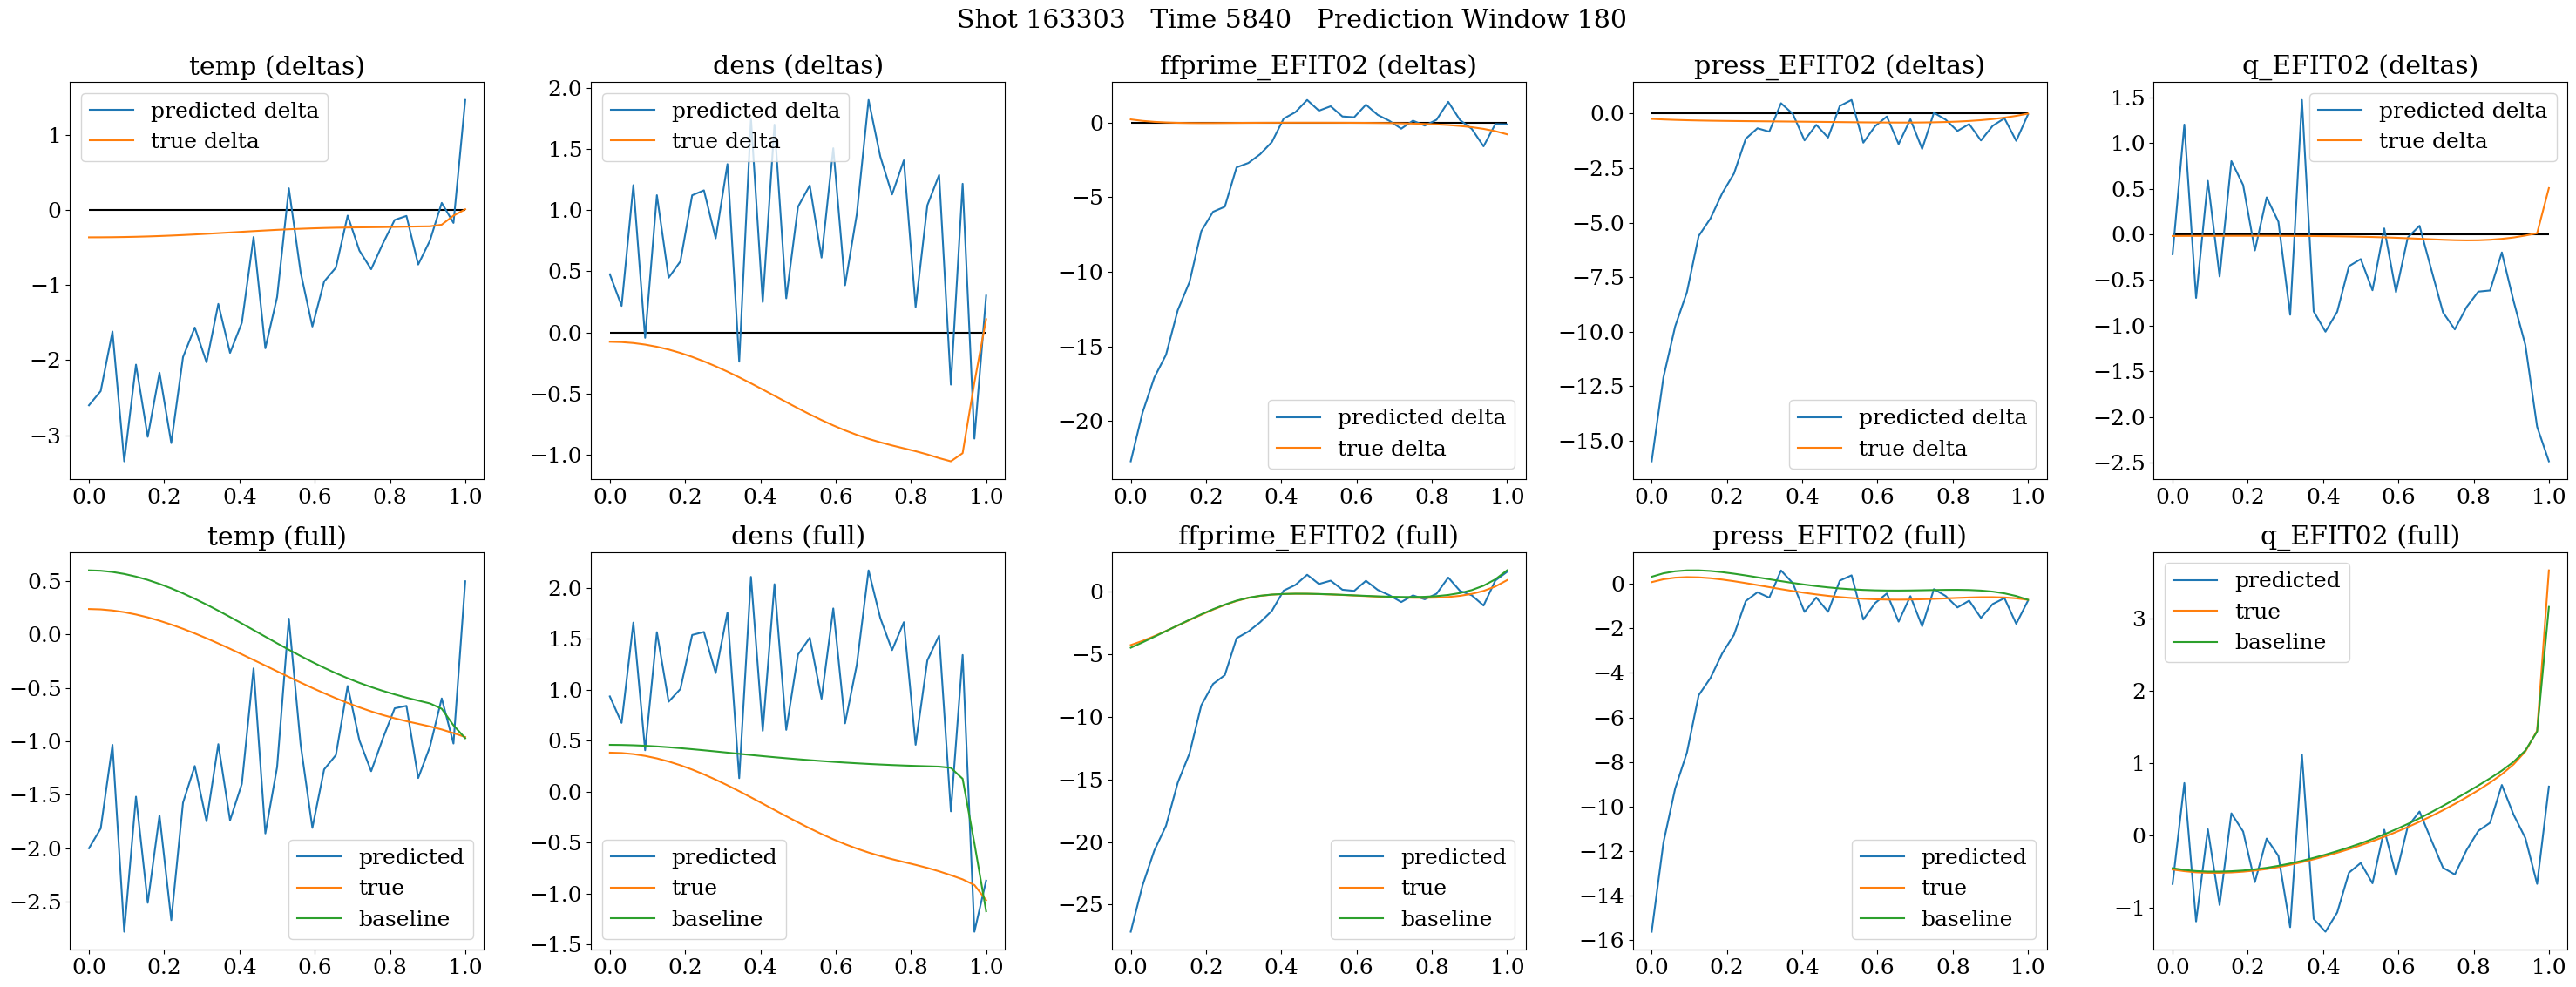 Shot 163303   Time 5840   Prediction Window 180
temp (deltas)
predicted delta
true delta
1
0
−1
−2
−3
0.0 0.2 0.4 0.6 0.8 1.0
dens (deltas)
predicted delta
true delta
2.0
1.5
1.0
0.5
0.0
−0.5
−1.0
0.0 0.2 0.4 0.6 0.8 1.0
ffprime_EFIT02 (deltas)
0
−5
−10
−15
−20
predicted delta
true delta
0.0 0.2 0.4 0.6 0.8 1.0
press_EFIT02 (deltas)
0.0
−2.5
−5.0
−7.5
−10.0
−12.5
−15.0
predicted delta
true delta
0.0 0.2 0.4 0.6 0.8 1.0
q_EFIT02 (deltas)
predicted delta
true delta
1.5
1.0
0.5
0.0
−0.5
−1.0
−1.5
−2.0
−2.5
0.0 0.2 0.4 0.6 0.8 1.0
temp (full)
0.5
0.0
−0.5
−1.0
−1.5
−2.0
−2.5
predicted
true
baseline
0.0 0.2 0.4 0.6 0.8 1.0
dens (full)
2.0
1.5
1.0
0.5
0.0
−0.5
−1.0
−1.5
predicted
true
baseline
0.0 0.2 0.4 0.6 0.8 1.0
ffprime_EFIT02 (full)
0
−5
−10
−15
−20
−25
predicted
true
baseline
0.0 0.2 0.4 0.6 0.8 1.0
press_EFIT02 (full)
0
−2
−4
−6
−8
−10
−12
−14
−16
predicted
true
baseline
0.0 0.2 0.4 0.6 0.8 1.0
q_EFIT02 (full)
predicted
true
baseline
3
2
1
0
−1
0.0 0.2 0.4 0.6 0.8 1.0